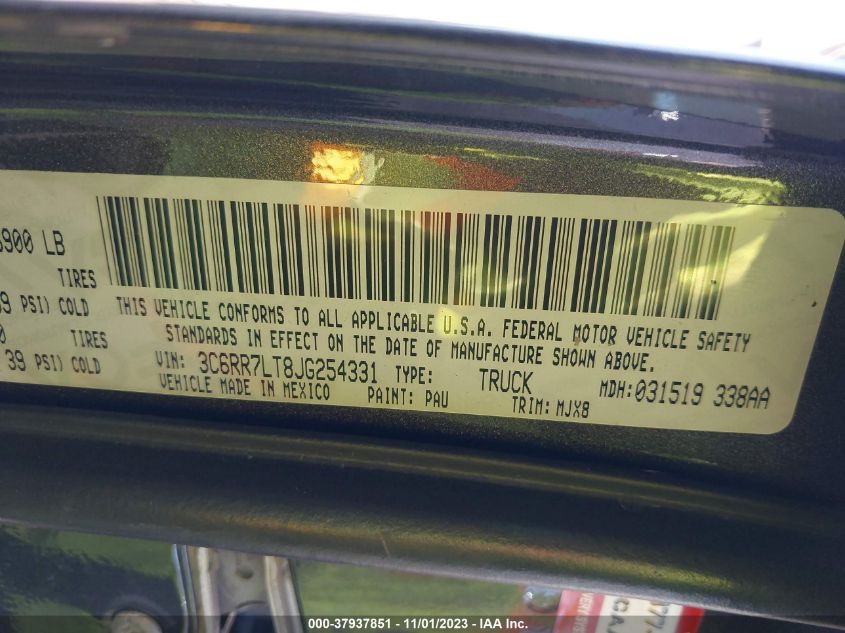 900 LB
TIRES
39 PSI) COLD
TIRES
39 PSI) COLD
THIS VEHICLE CONFORMS TO ALL APPLICABLE U.S.A. FEDERAL MOTOR VEHICLE SAFETY
STANDARDS IN EFFECT ON THE DATE OF MANUFACTURE SHOWN ABOVE.
VIN: 3C6RR7LT8JG254331 TYPE: TRUCK MDH:031519 338AA
VEHICLE MADE IN MEXICO PAINT: PAU TRIM: MJX8
000-37937851 - 11/01/2023 - IAA Inc.